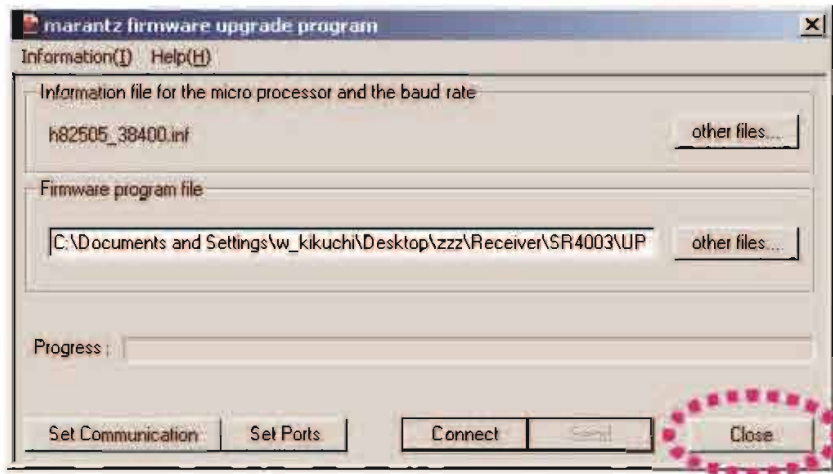 marantz firmware upgrade program
Information(I) Help(H)
Information file for the micro processor and the baud rate
h82505_38400.inf
other files...
Firmware program file
C:\Documents and Settings\w_kikuchi\Desktop\zzz\Receiver\SR4003\UP
other files...
Progress :
Set Communication Set Ports Connect Send Close